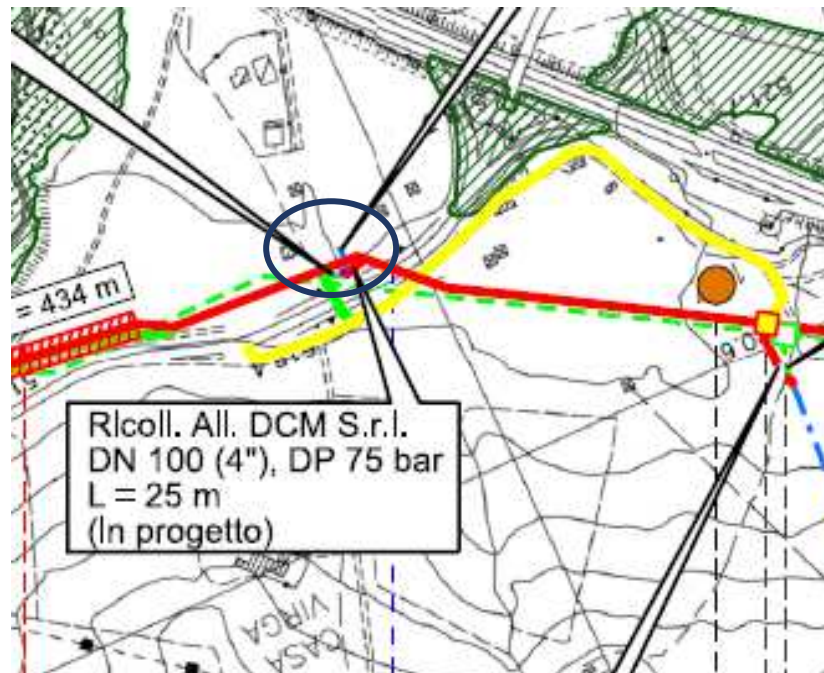 = 434 m
Ricoll. All. DCM S.r.l.
DN 100 (4"), DP 75 bar
L = 25 m
(In progetto)
CASA
VIRGA